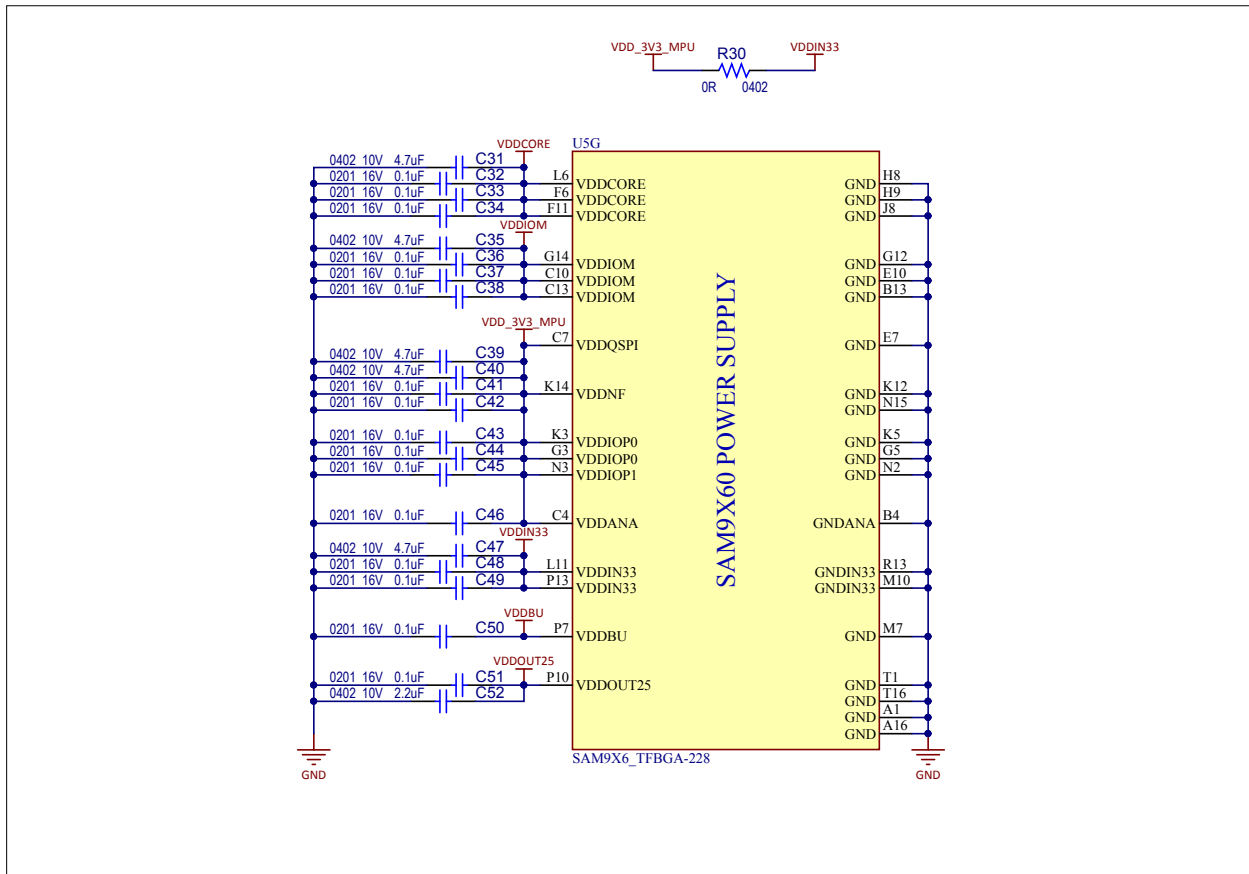 VDD_3V3_MPU R30 VDDIN33
0R 0402
U5G
VDDCORE
0402 10V 4.7uF C31
0201 16V 0.1uF C32 L6 VDDCORE GND H8
0201 16V 0.1uF C33 F6 VDDCORE GND H9
0201 16V 0.1uF C34 F11 VDDCORE GND J8
VDDIOM
0402 10V 4.7uF C35
0201 16V 0.1uF C36 G14 VDDIOM GND G12
0201 16V 0.1uF C37 C10 VDDIOM GND E10
0201 16V 0.1uF C38 C13 VDDIOM GND B13
VDD_3V3_MPU
C7 VDDQSPI GND E7
0402 10V 4.7uF C39
0402 10V 4.7uF C40
0201 16V 0.1uF C41 K14 VDDNF GND K12
0201 16V 0.1uF C42 GND N15
0201 16V 0.1uF C43 K3 VDDIOP0 GND K5
0201 16V 0.1uF C44 G3 VDDIOP0 GND G5
0201 16V 0.1uF C45 N3 VDDIOP1 GND N2
0201 16V 0.1uF C46 C4 VDDANA GNDANA B4
VDDIN33
0402 10V 4.7uF C47
0201 16V 0.1uF C48 L11 VDDIN33 GNDIN33 R13
0201 16V 0.1uF C49 P13 VDDIN33 GNDIN33 M10
VDDBU
0201 16V 0.1uF C50 P7 VDDBU GND M7
VDDOUT25
0201 16V 0.1uF C51 P10 VDDOUT25 GND T1
0402 10V 2.2uF C52 GND T16
GND A1
GND A16
SAM9X60 POWER SUPPLY
SAM9X6_TFBGA-228
GND GND